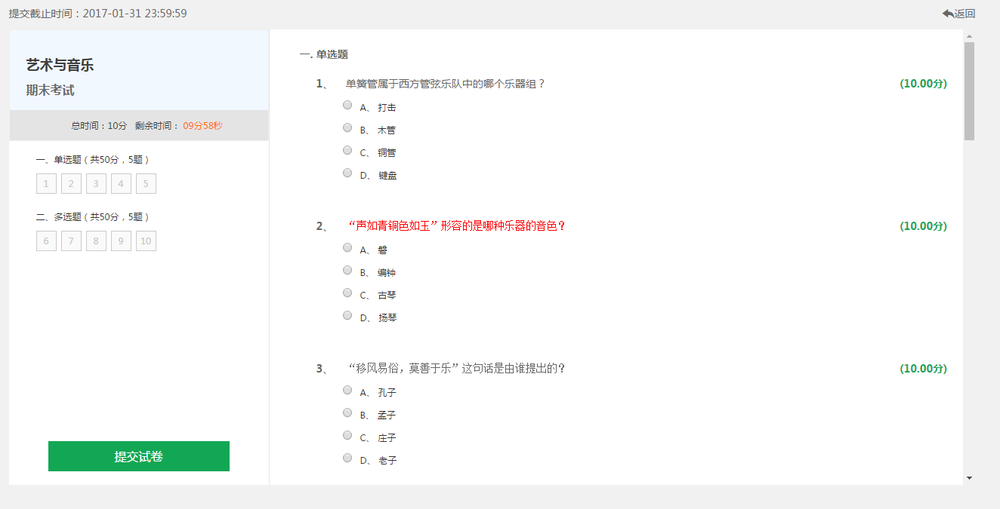 提交截止时间：2017-01-31 23:59:59
返回
艺术与音乐
期末考试
总时间：10分 剩余时间： 09分58秒
一、单选题（共50分，5题）
1 2 3 4 5
二、多选题（共50分，5题）
6 7 8 9 10
提交试卷
一. 单选题
1、 单簧管属于西方管弦乐队中的哪个乐器组？ (10.00分)
A、 打击
B、 木管
C、 铜管
D、 键盘
2、 “声如青铜色如玉”形容的是哪种乐器的音色？ (10.00分)
A、 磬
B、 编钟
C、 古琴
D、 扬琴
3、 “移风易俗，莫善于乐”这句话是由谁提出的？ (10.00分)
A、 孔子
B、 孟子
C、 庄子
D、 老子